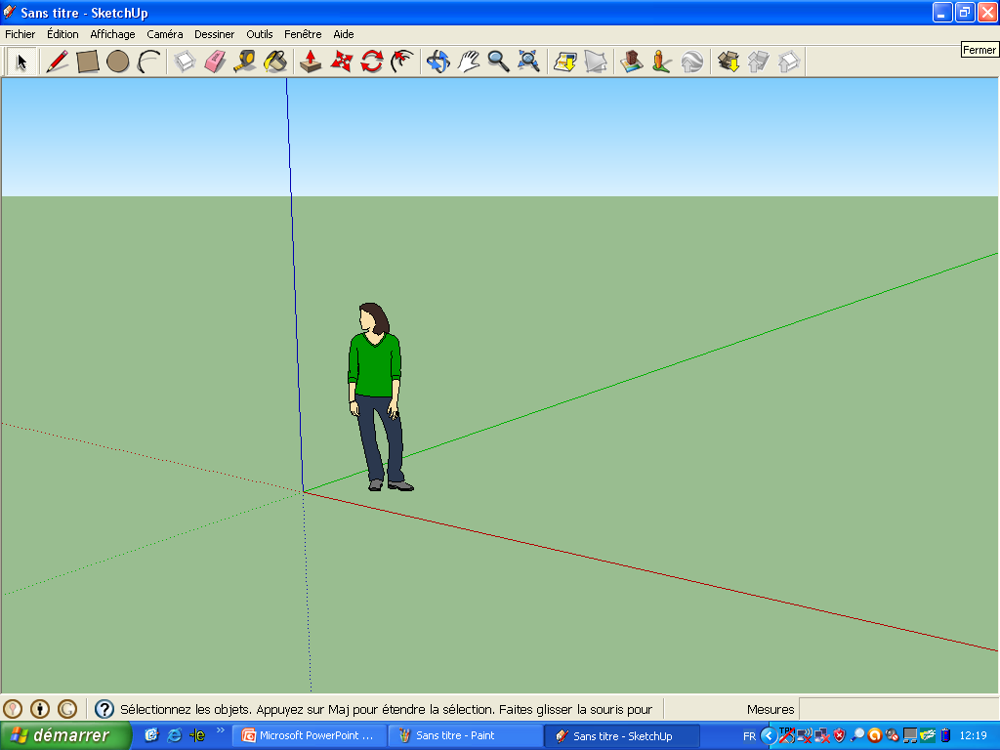 Sans titre - SketchUp
Fichier Édition Affichage Caméra Dessiner Outils Fenêtre Aide
Fermer
Sélectionnez les objets. Appuyez sur Maj pour étendre la sélection. Faites glisser la souris pour
Mesures
démarrer
Microsoft PowerPoint ...
Sans titre - Paint
Sans titre - SketchUp
FR
12:19